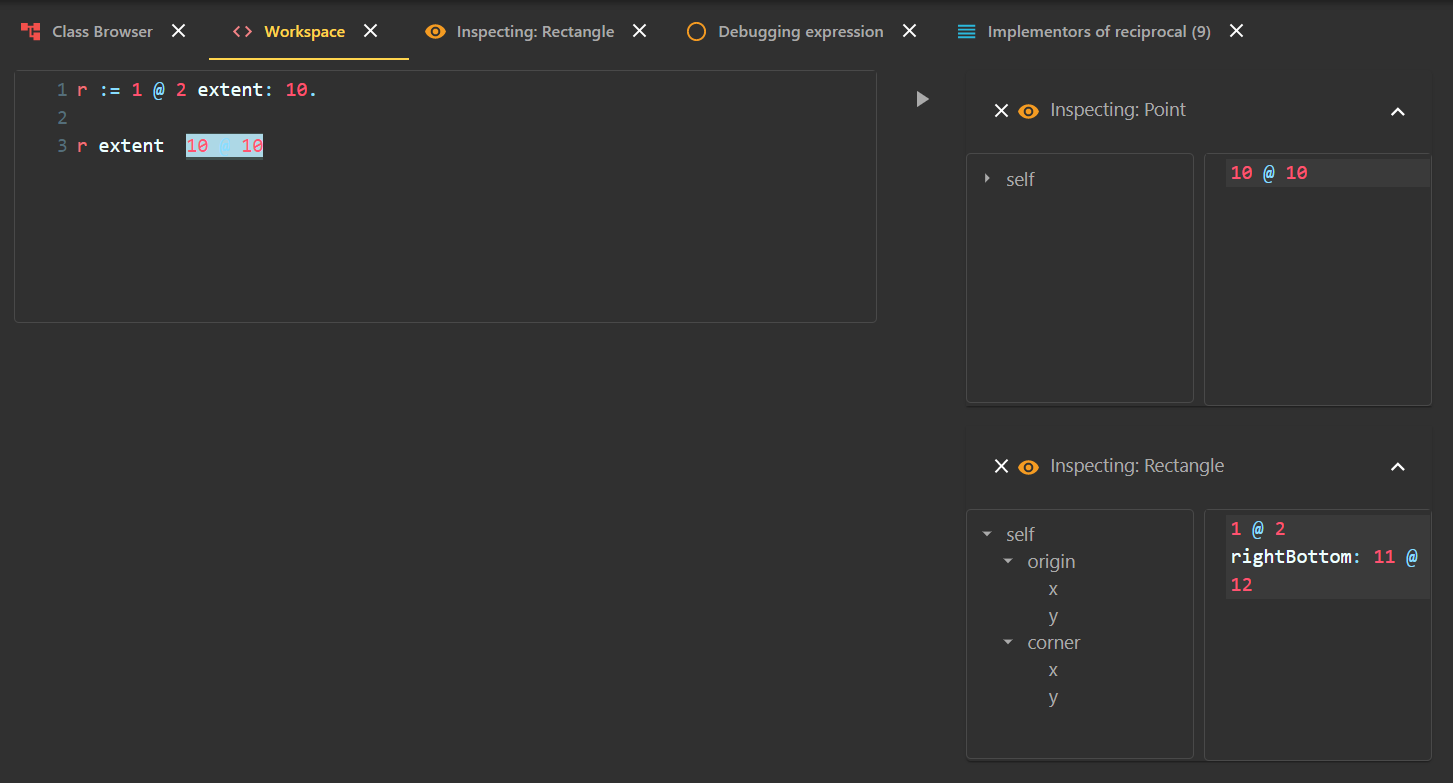 Class Browser Workspace Inspecting: Rectangle Debugging expression Implementors of reciprocal (9)
1 r := 1 @ 2 extent: 10.
2
3 r extent 10 @ 10
Inspecting: Point
self
10 @ 10
Inspecting: Rectangle
self
origin
x
y
corner
x
y
1 @ 2
rightBottom: 11 @
12